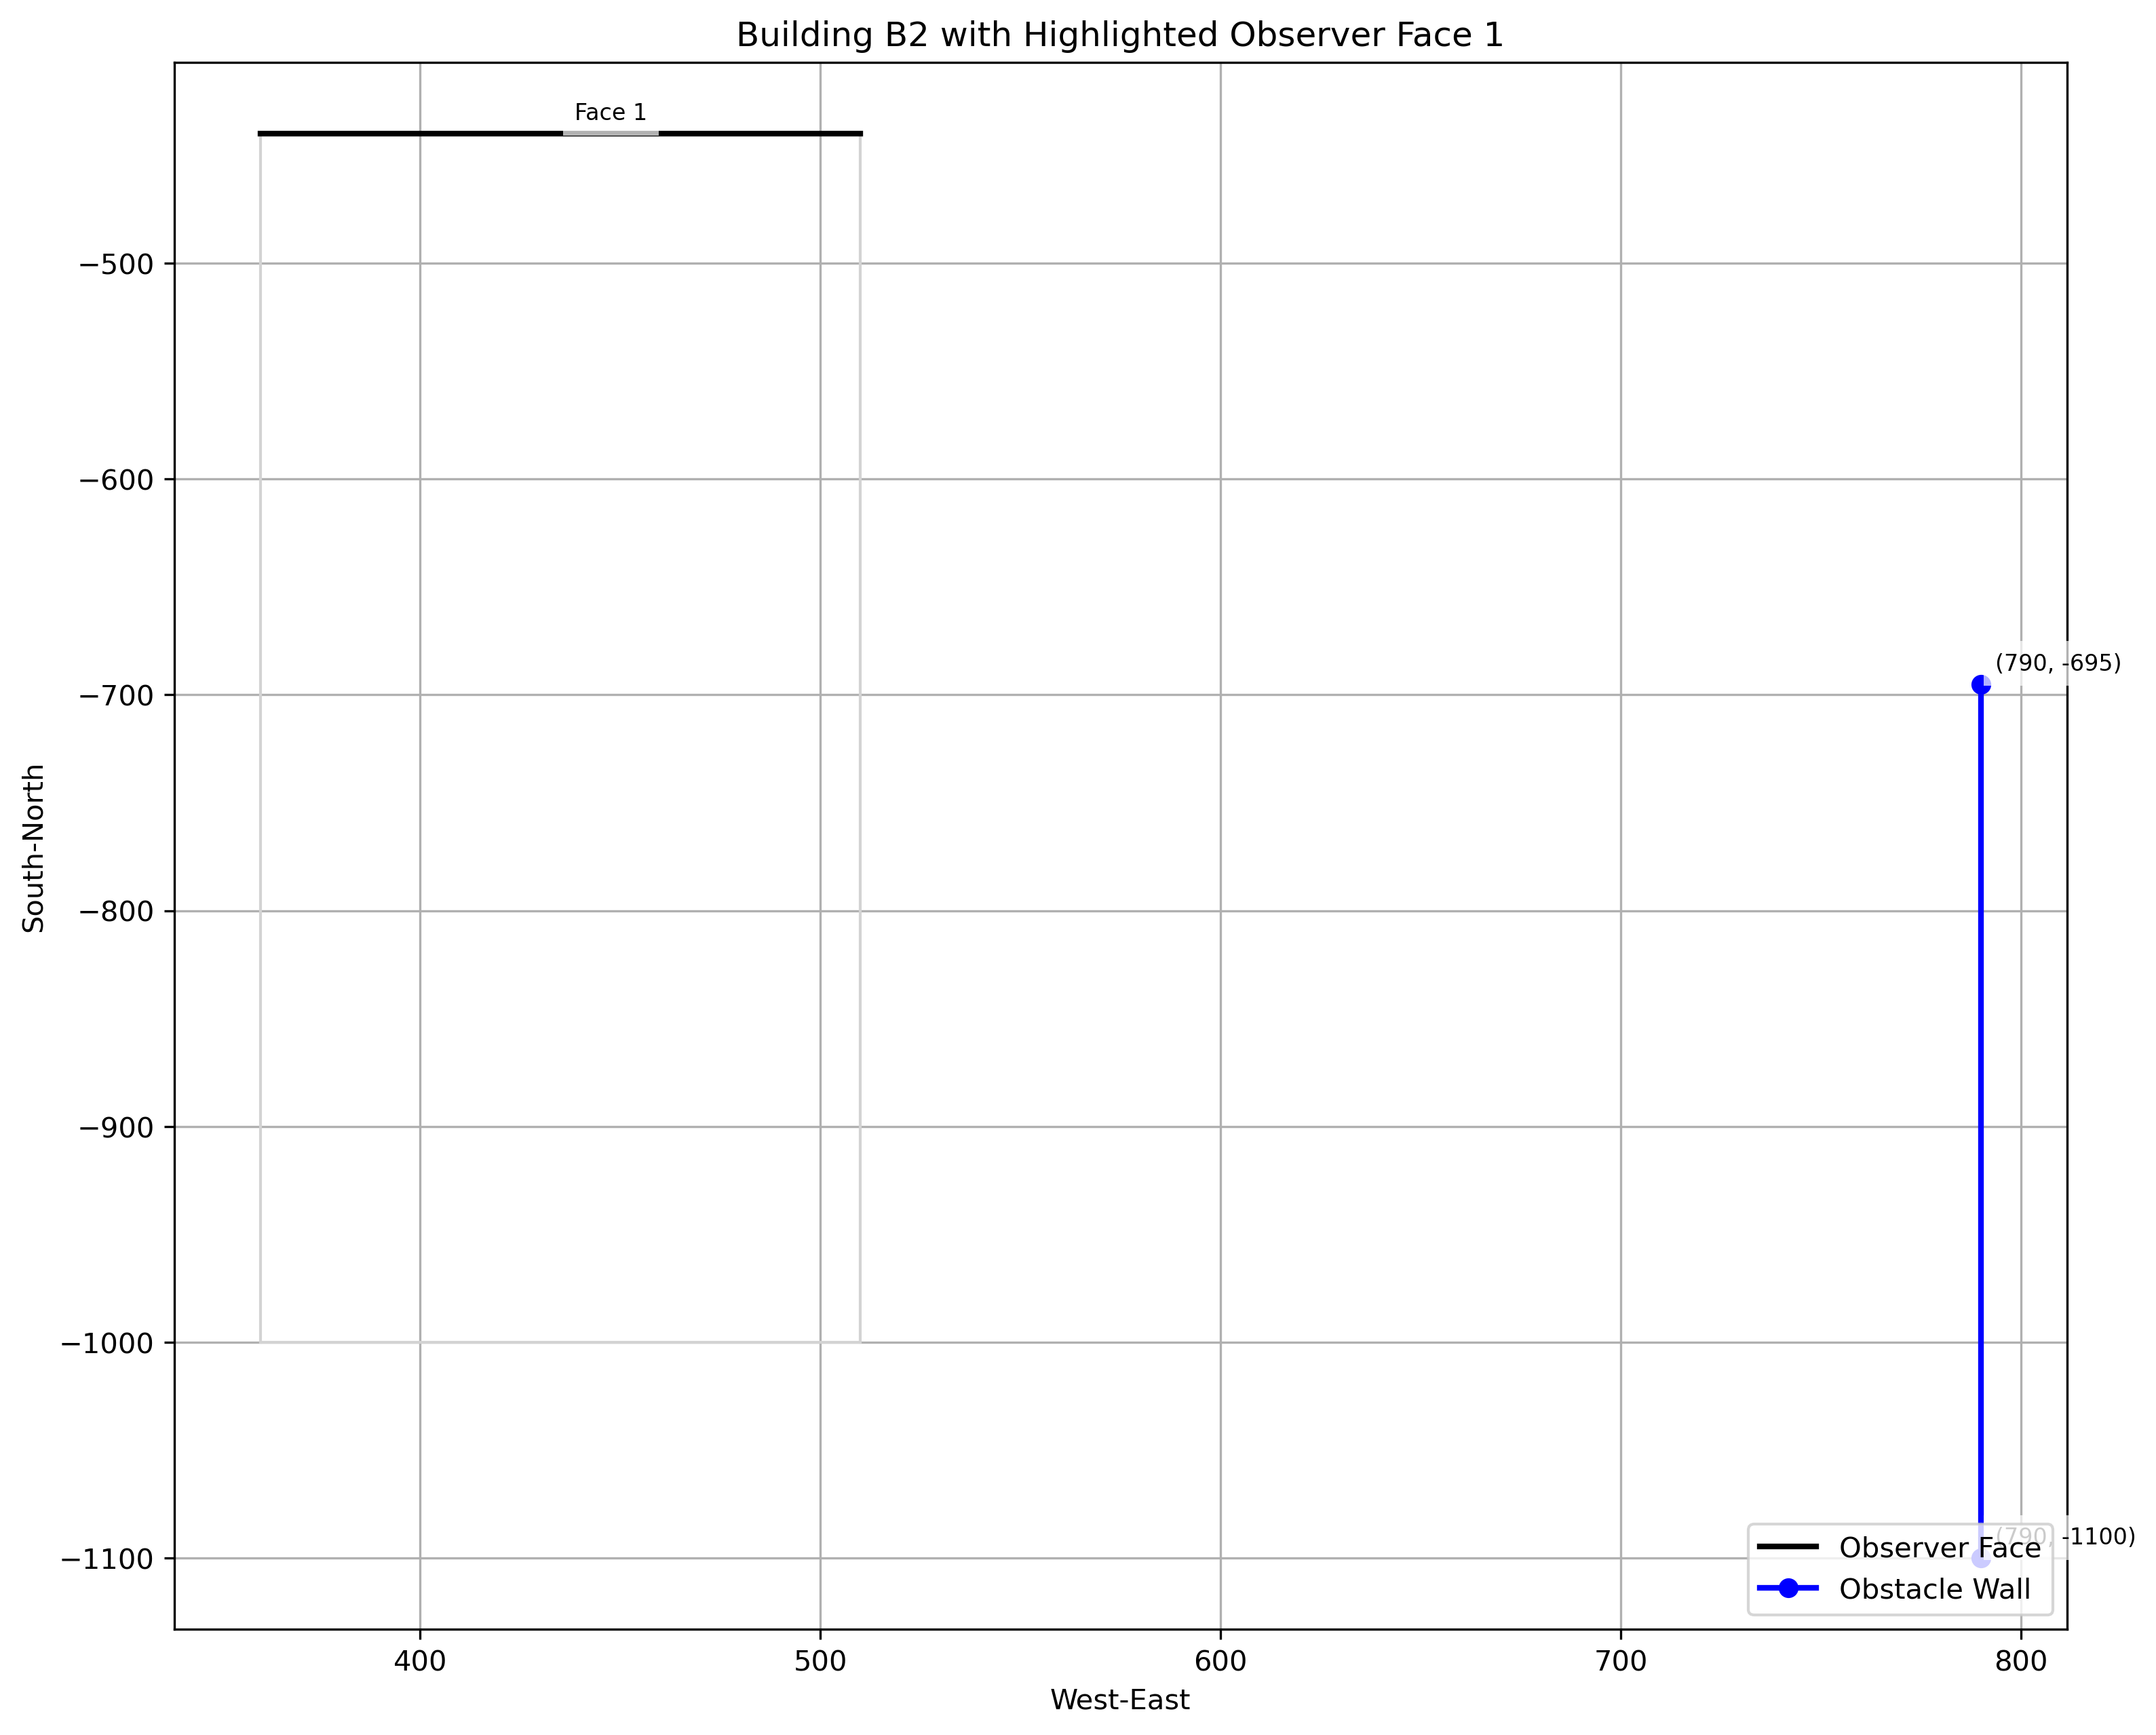 Building B2 with Highlighted Observer Face 1
Face 1
−500
−600
−700
−800
−900
−1000
−1100
South-North
(790, -695)
(790, -1100)
Observer Face
Obstacle Wall
400
500
600
700
800
West-East